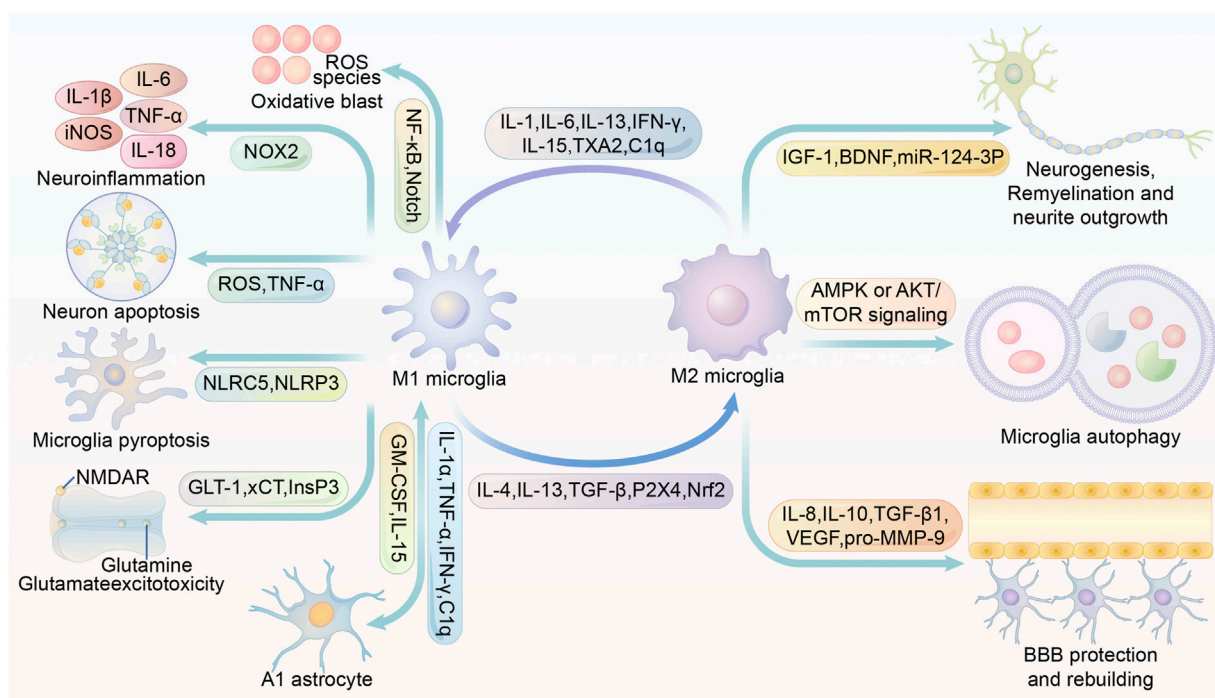 ROS
species
Oxidative blast
IL-6
IL-1β
TNF-α
iNOS
IL-18
Neuroinflammation
NOX2
NF-κB,Notch
IL-1,IL-6,IL-13,IFN-γ,
IL-15,TXA2,C1q
IGF-1,BDNF,miR-124-3P
Neurogenesis,
Remyelination and
neurite outgrowth
ROS,TNF-α
Neuron apoptosis
AMPK or AKT/
mTOR signaling
NLRC5,NLRP3
M1 microglia
M2 microglia
Microglia pyroptosis
Microglia autophagy
NMDAR
GLT-1,xCT,InsP3
Glutamine
Glutamateexcitotoxicity
GM-CSF,IL-15
IL-1α,TNF-α,IFN-γ,C1q
IL-4,IL-13,TGF-β,P2X4,Nrf2
IL-8,IL-10,TGF-β1,
VEGF,pro-MMP-9
A1 astrocyte
BBB protection
and rebuilding